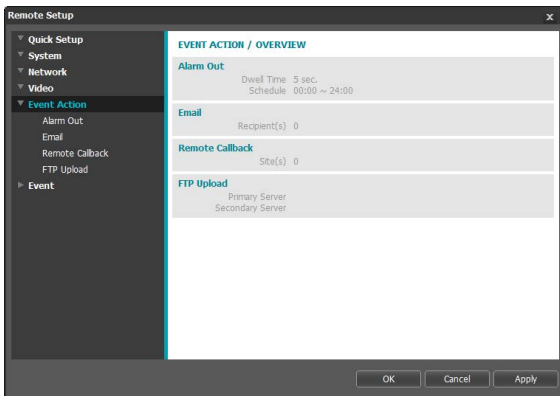 Remote Setup
x
Quick Setup
System
Network
Video
Event Action
Alarm Out
Email
Remote Callback
FTP Upload
Event
EVENT ACTION / OVERVIEW
Alarm Out
Dwell Time 5 sec.
Schedule 00:00 ~ 24:00
Email
Recipient(s) 0
Remote Callback
Site(s) 0
FTP Upload
Primary Server
Secondary Server
OK Cancel Apply